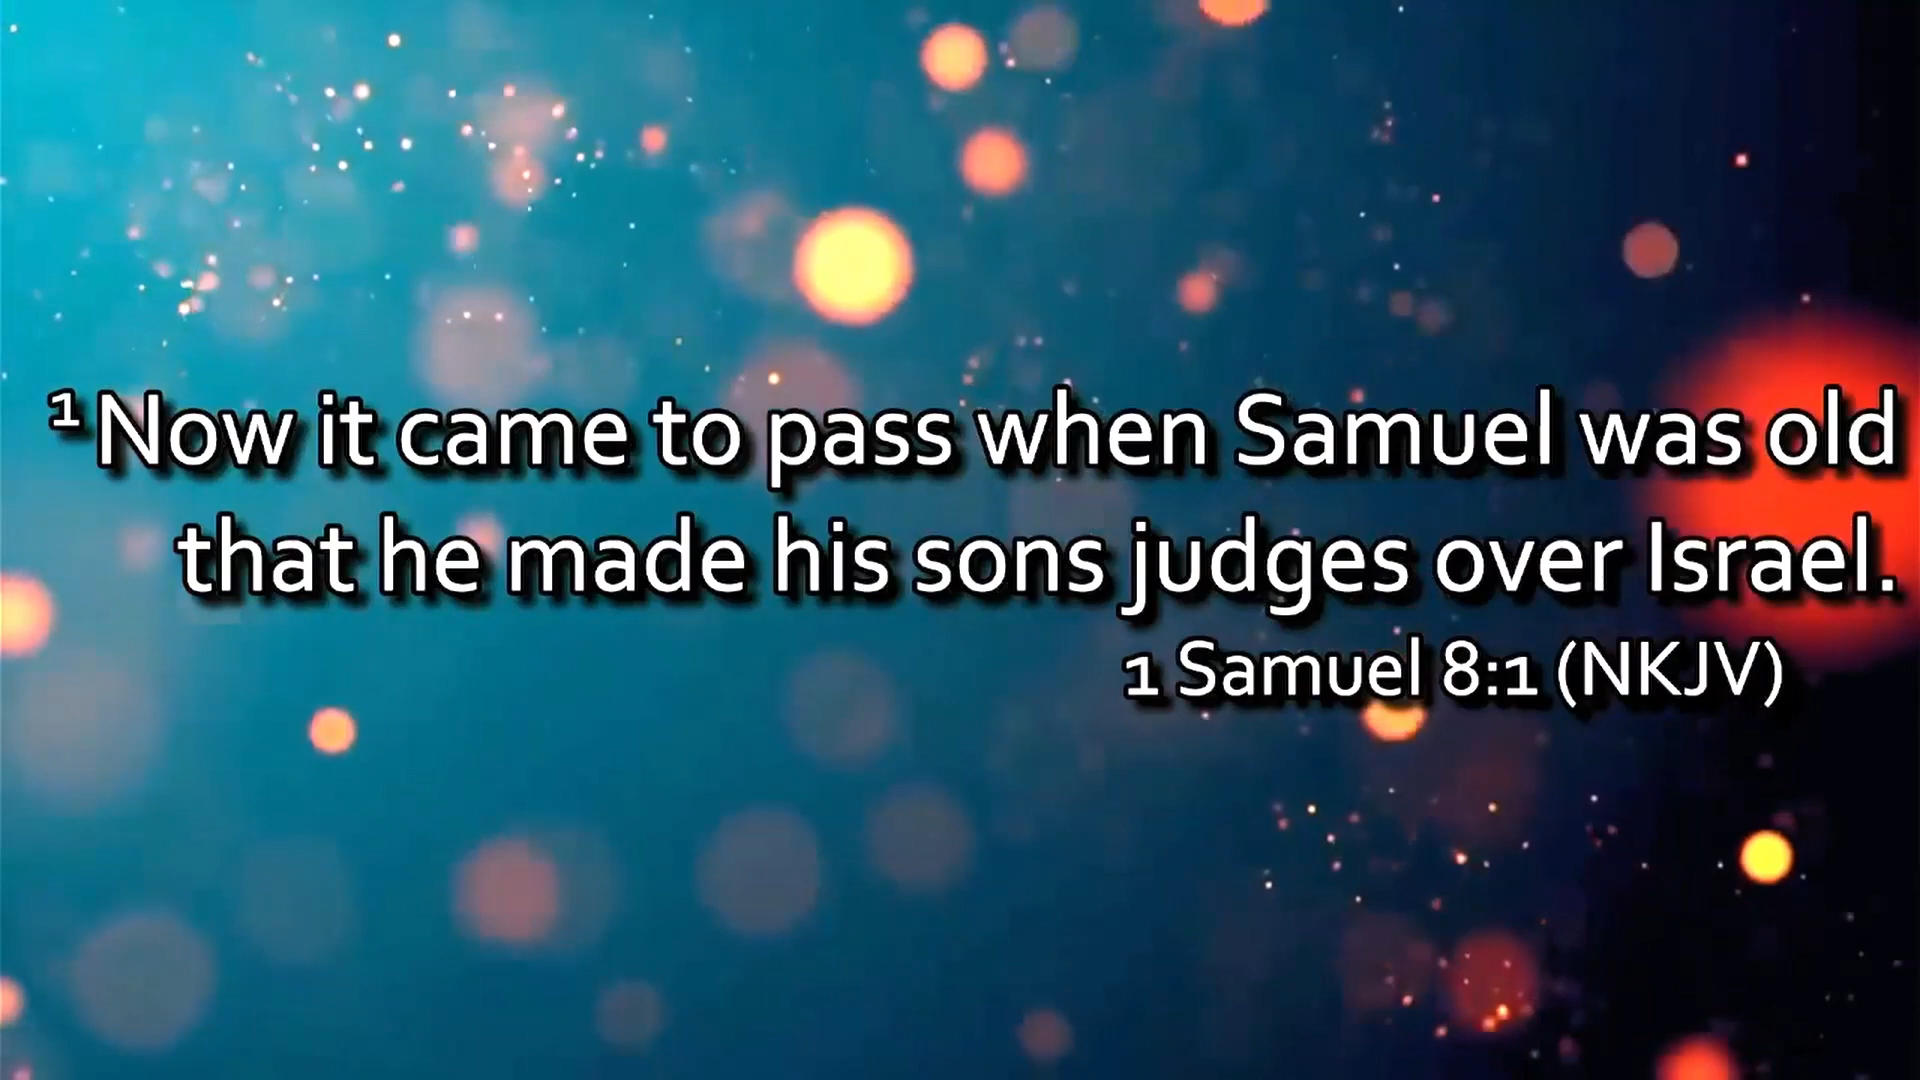 ¹ Now it came to pass when Samuel was old
that he made his sons judges over Israel.
1 Samuel 8:1 (NKJV)